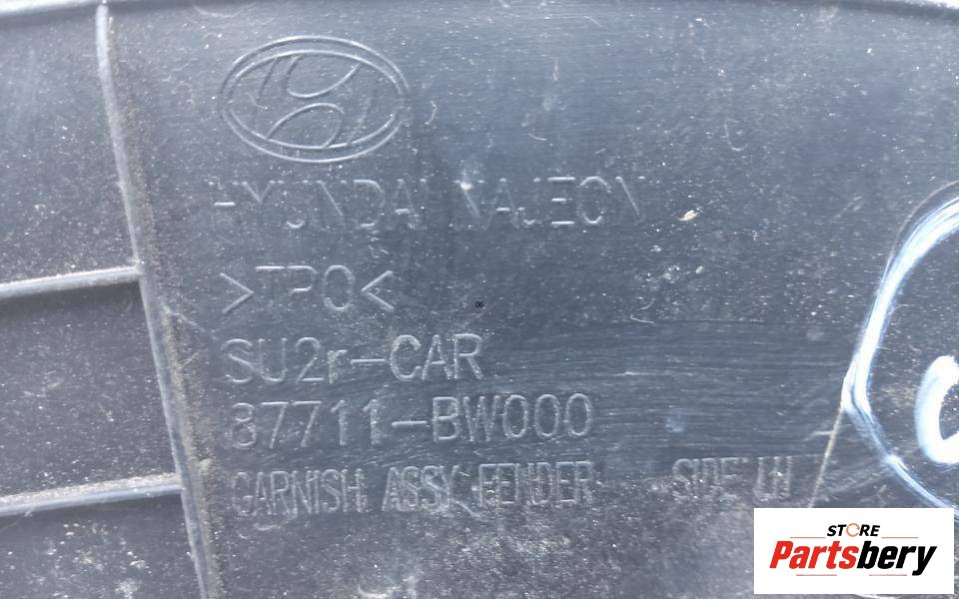 HYUNDAI NAJEON
>TPO<
SU2r-CAR
87711-BW000
GARNISH ASSY FENDER SIDE LH
STORE
Partsbery